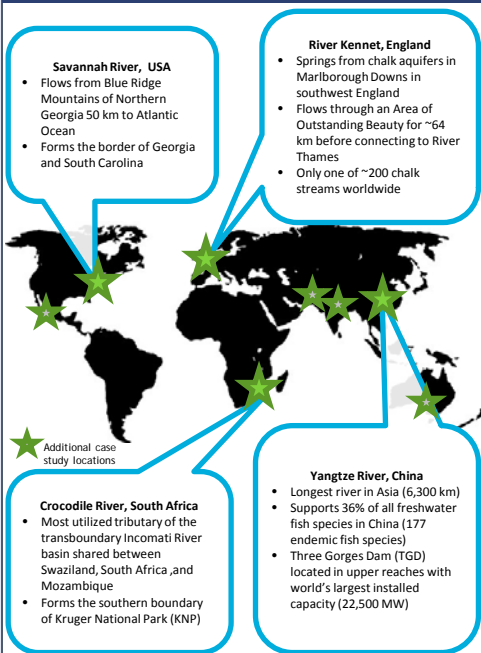 Savannah River, USA
• Flows from Blue Ridge
Mountains of Northern
Georgia 50 km to Atlantic
Ocean
• Forms the border of Georgia
and South Carolina
River Kennet, England
• Springs from chalk aquifers in
Marlborough Downs in
southwest England
• Flows through an Area of
Outstanding Beauty for ~64
km before connecting to River
Thames
• Only one of ~200 chalk
streams worldwide
Additional case
study locations
Crocodile River, South Africa
• Most utilized tributary of the
transboundary Incomati River
basin shared between
Swaziland, South Africa ,and
Mozambique
• Forms the southern boundary
of Kruger National Park (KNP)
Yangtze River, China
• Longest river in Asia (6,300 km)
• Supports 36% of all freshwater
fish species in China (177
endemic fish species)
• Three Gorges Dam (TGD)
located in upper reaches with
world's largest installed
capacity (22,500 MW)